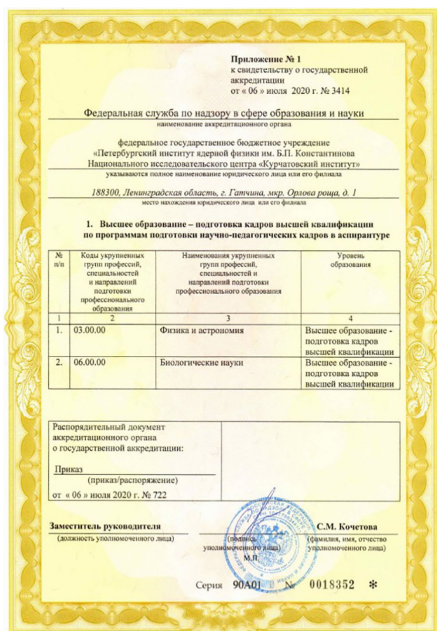 Приложение № 1
к свидетельству о государственной
аккредитации
от « 06 » июля 2020 г. № 3414
Федеральная служба по надзору в сфере образования и науки
наименование аккредитационного органа
федеральное государственное бюджетное учреждение
«Петербургский институт ядерной физики им. Б.П. Константинова
Национального исследовательского центра «Курчатовский институт»
указываются полное наименование юридического лица или его филиала
188300, Ленинградская область, г. Гатчина, мкр. Орлова роща, д. 1
место нахождения юридического лица или его филиала
1. Высшее образование – подготовка кадров высшей квалификации
по программам подготовки научно-педагогических кадров в аспирантуре
№ п/п
Коды укрупненных групп профессий, специальностей и направлений подготовки профессионального образования
Наименования укрупненных групп профессий, специальностей и направлений подготовки профессионального образования
Уровень образования
1 2 3 4
1. 03.00.00 Физика и астрономия Высшее образование -
подготовка кадров
высшей квалификации
2. 06.00.00 Биологические науки Высшее образование -
подготовка кадров
высшей квалификации
Распорядительный документ
аккредитационного органа
о государственной аккредитации:
Приказ
(приказ/распоряжение)
от « 06 » июля 2020 г. № 722
Заместитель руководителя С.М. Кочетова
(должность уполномоченного лица) (подпись уполномоченного лица) (фамилия, имя, отчество уполномоченного лица)
М.П.
Серия 90А01 № 0018352 *